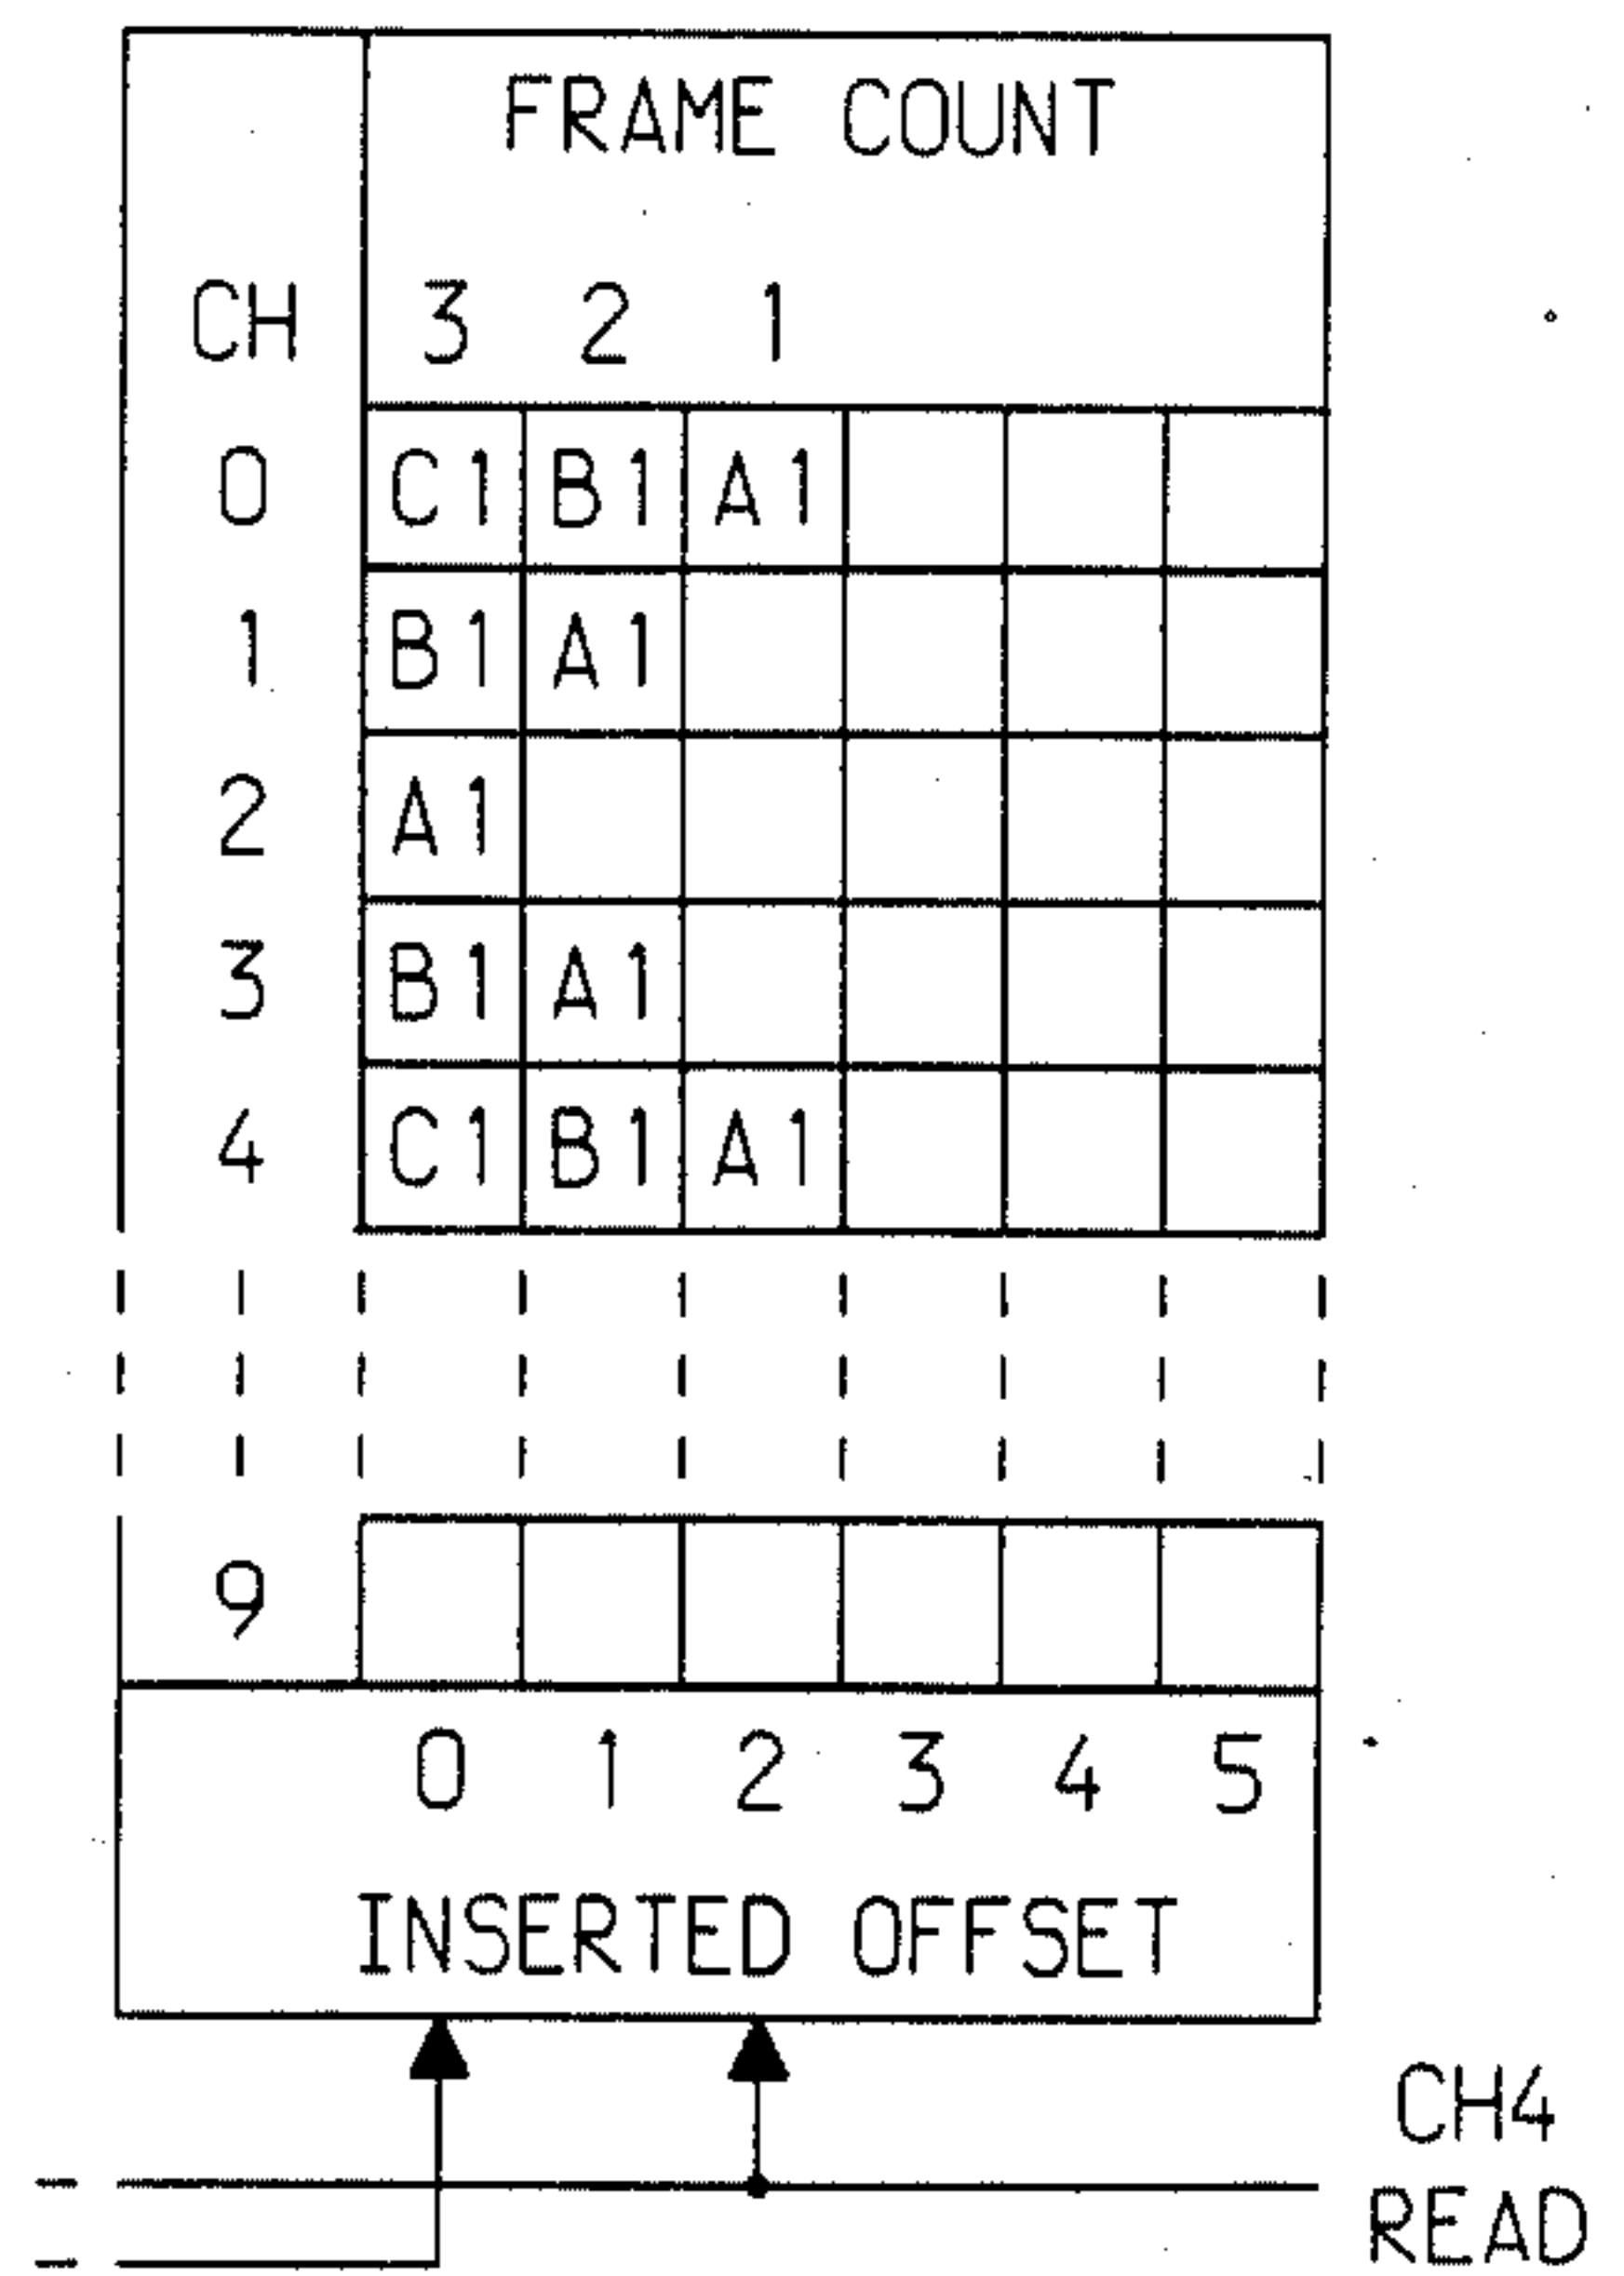 FRAME COUNT
CH 3 2 1
0 C1 B1 A1
1 B1 A1
2 A1
3 B1 A1
4 C1 B1 A1
9
0 1 2 3 4 5
INSERTED OFFSET
CH4
READ